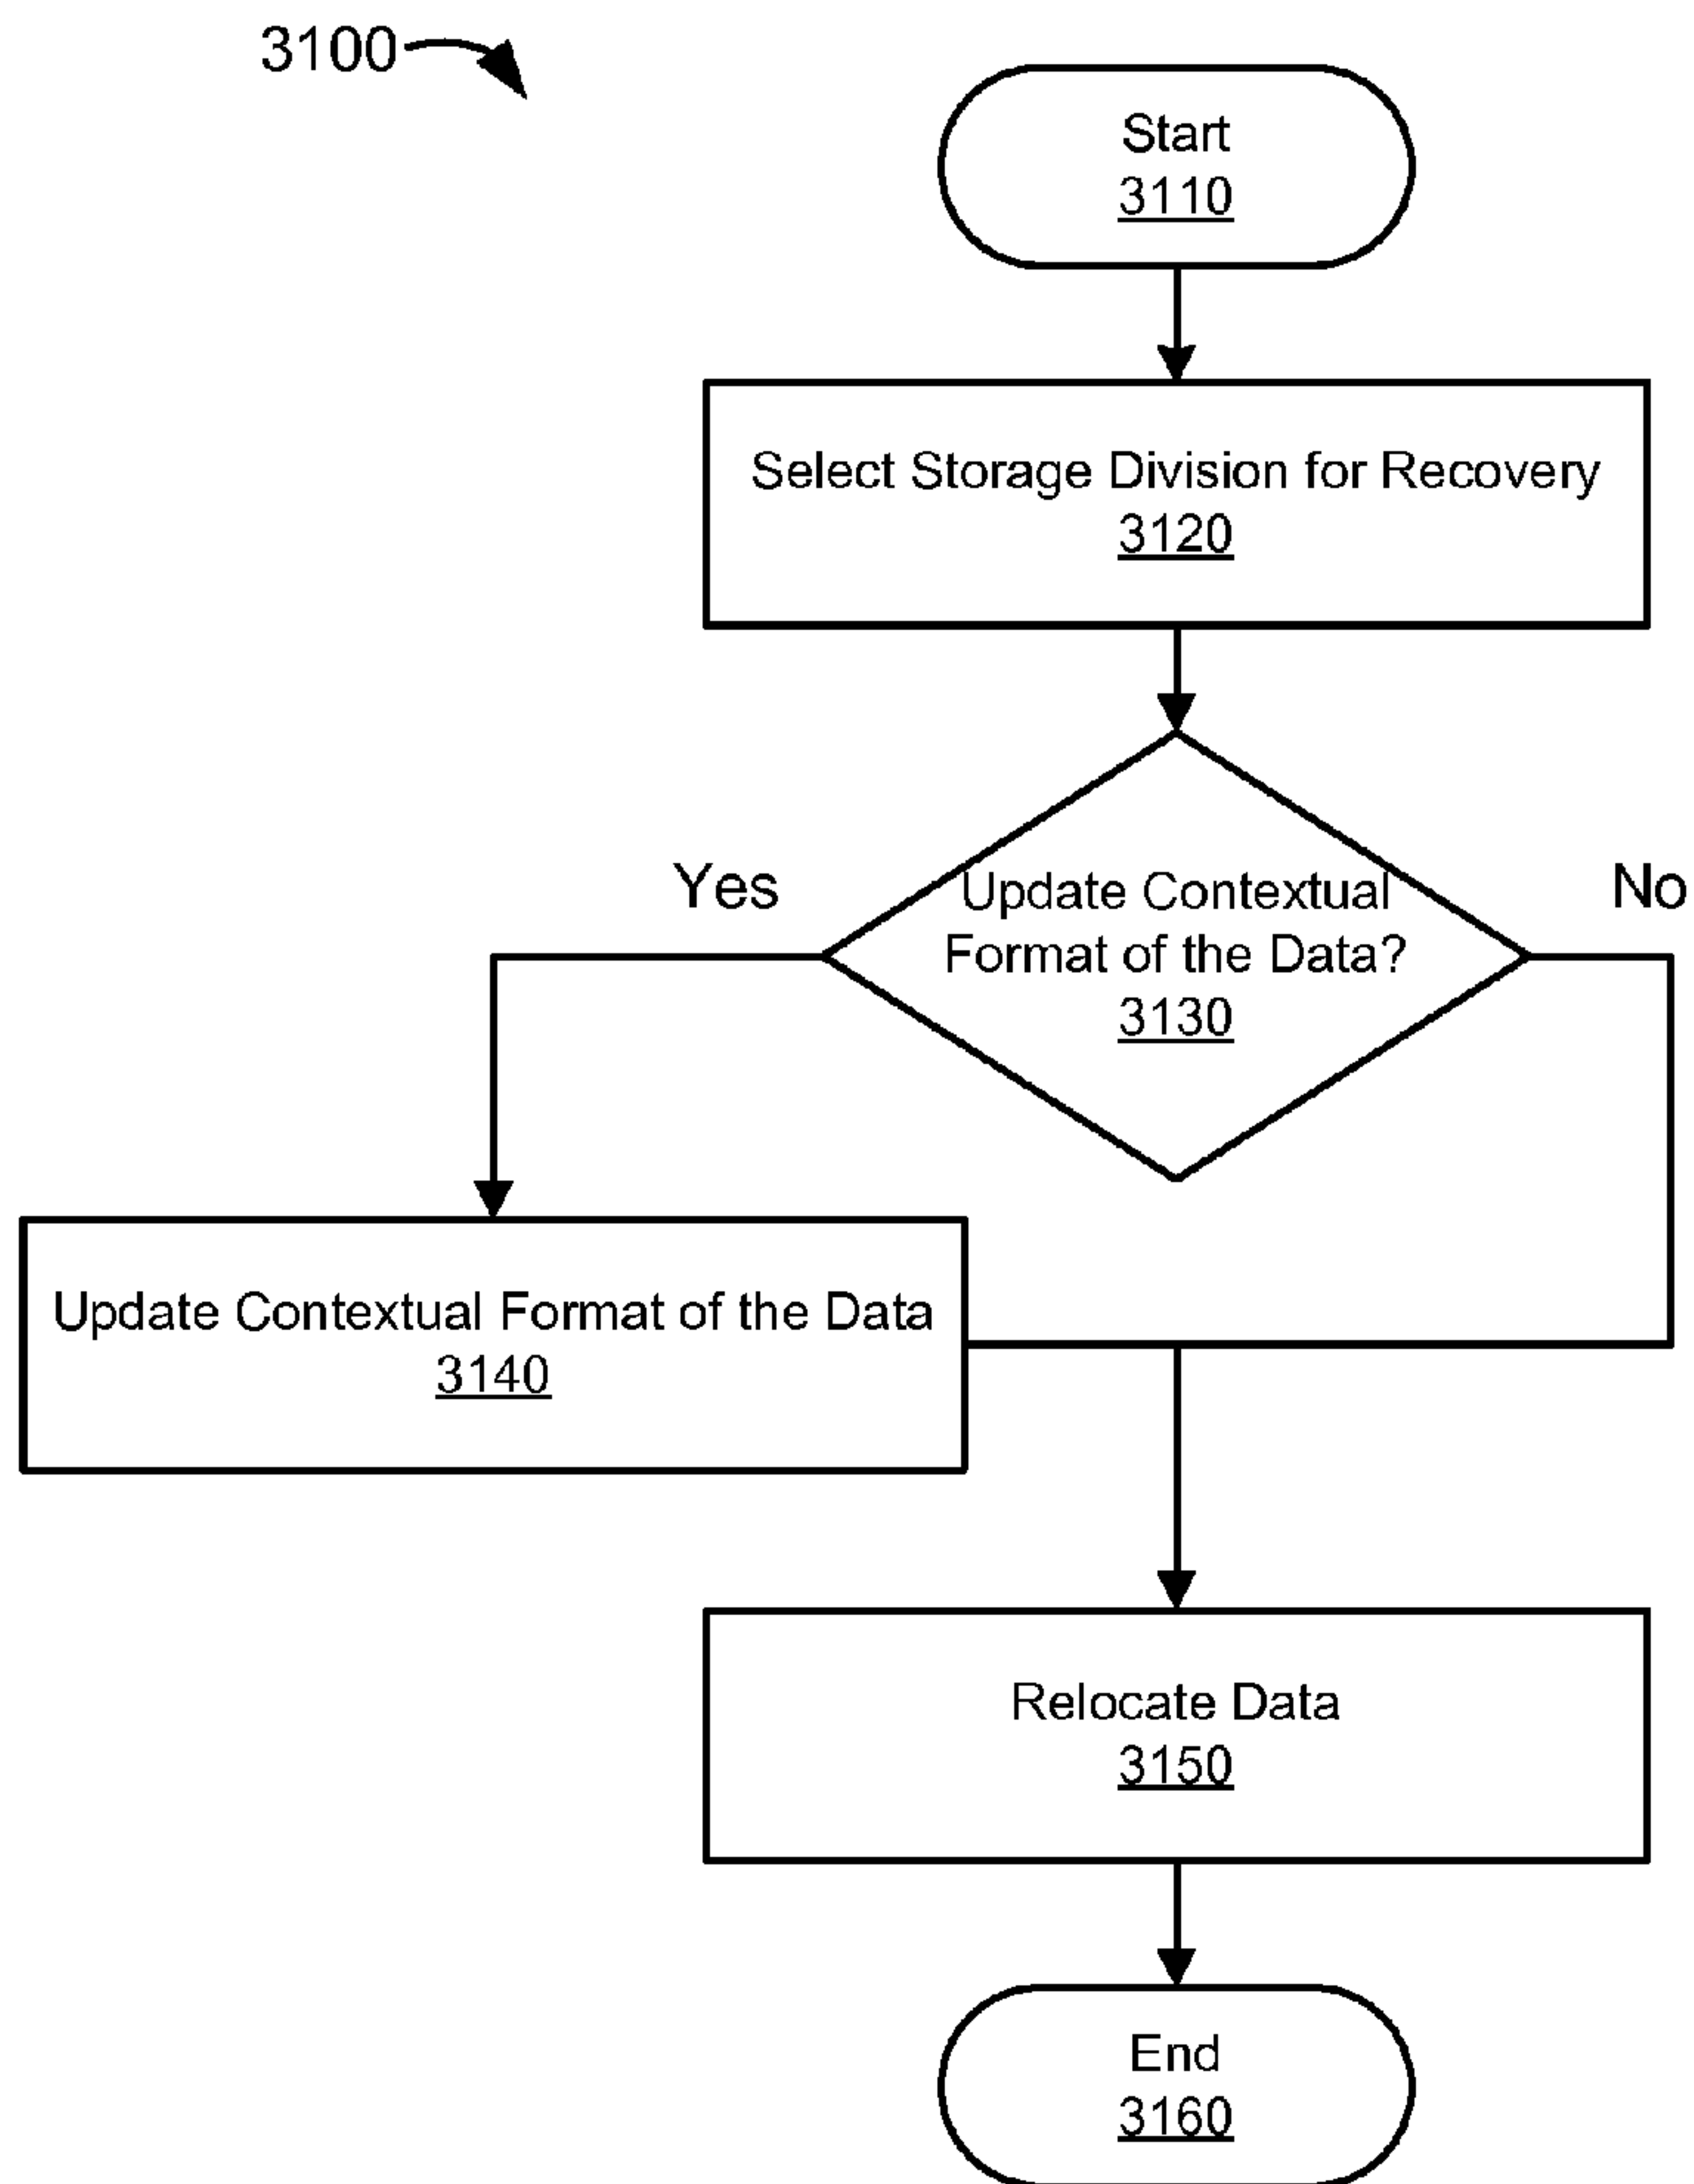 3100
Start
3110
Select Storage Division for Recovery
3120
Yes
Update Contextual
Format of the Data?
3130
No
Update Contextual Format of the Data
3140
Relocate Data
3150
End
3160